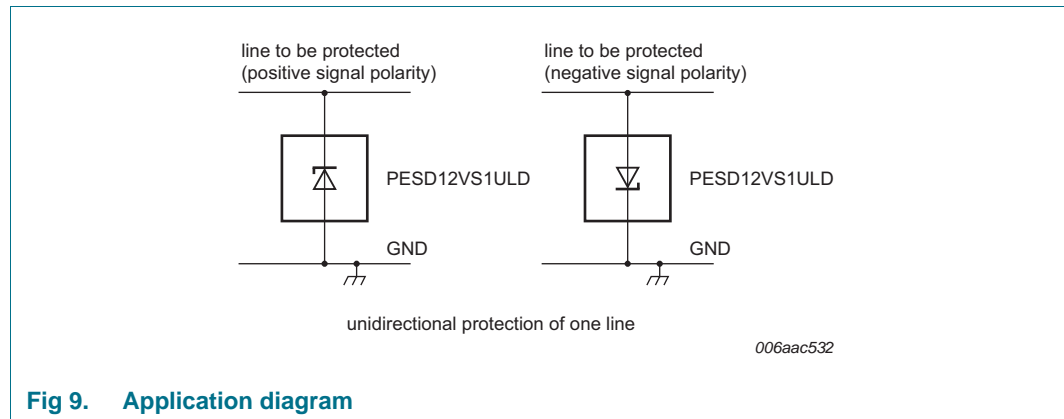 line to be protected
(positive signal polarity)
line to be protected
(negative signal polarity)
PESD12VS1ULD
PESD12VS1ULD
GND
GND
unidirectional protection of one line
006aac532
Fig 9. Application diagram